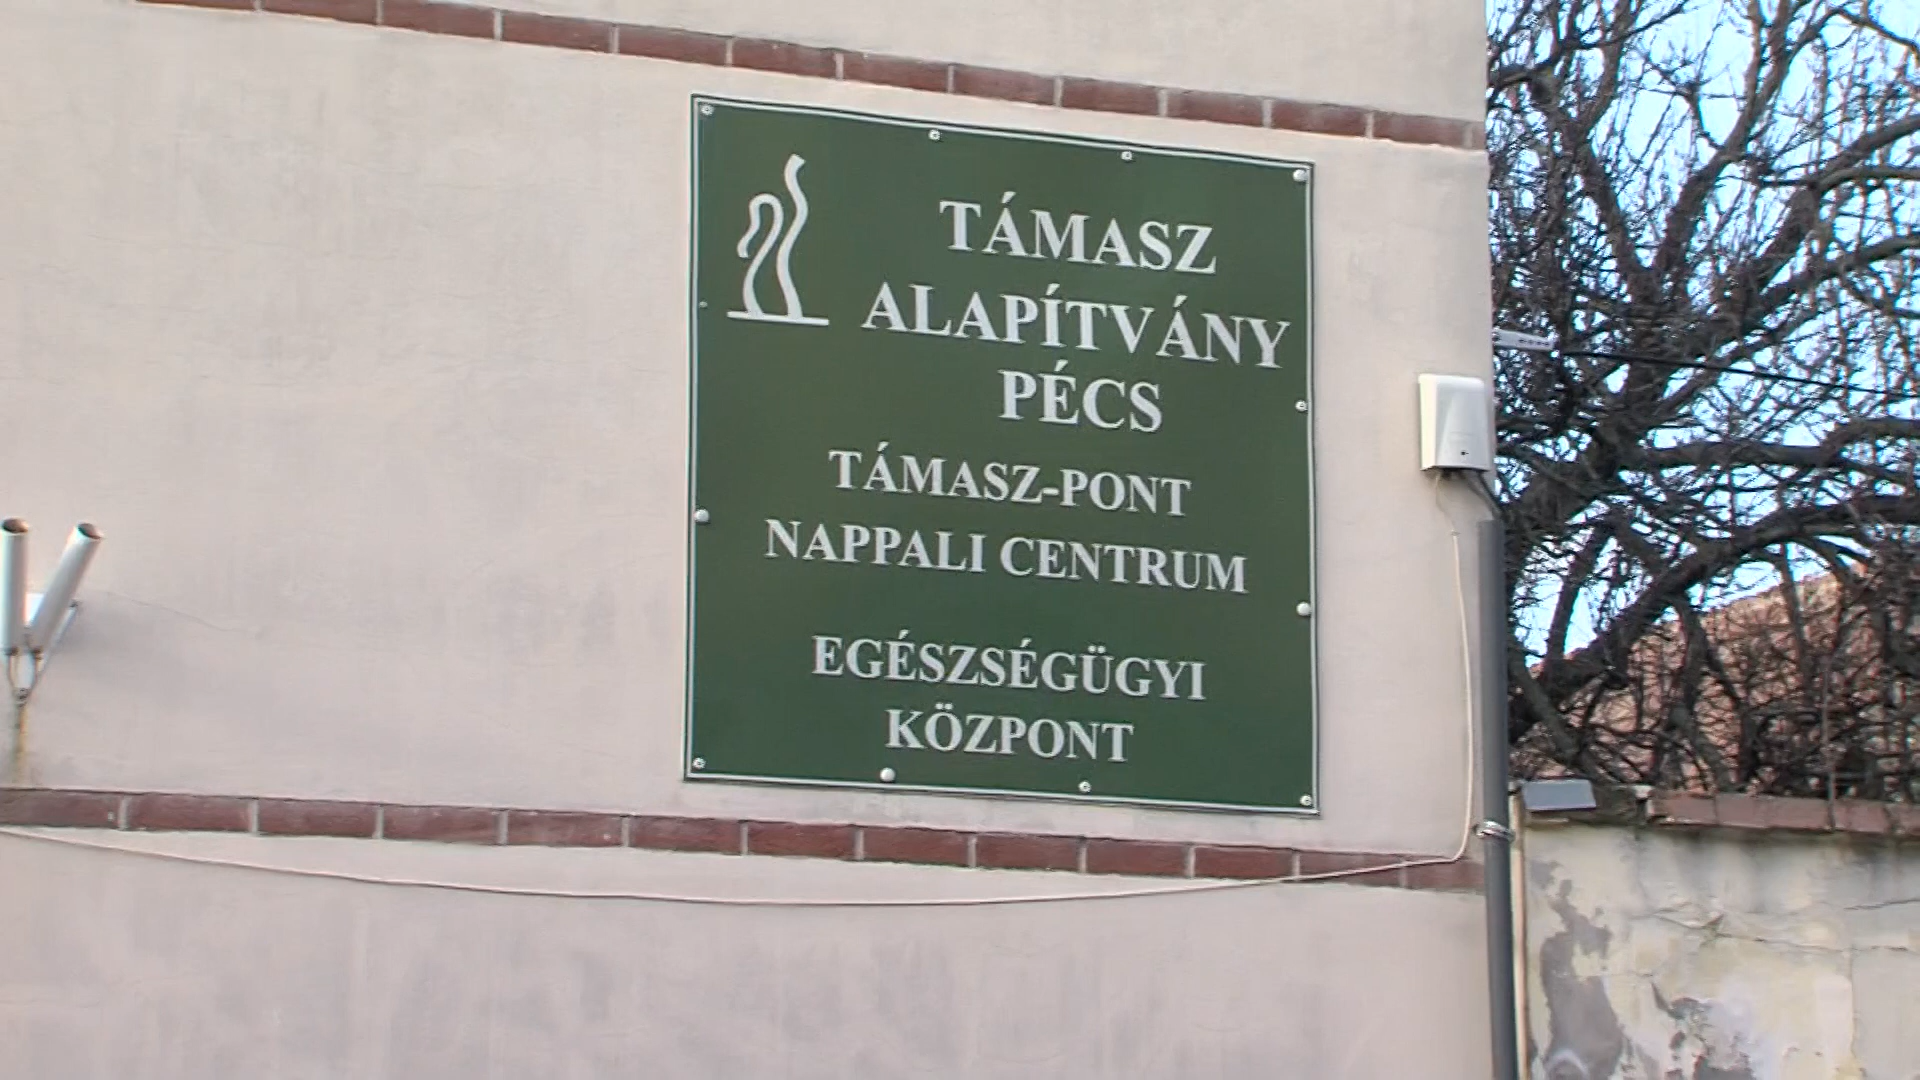 TÁMASZ
ALAPÍTVÁNY
PÉCS
TÁMASZ-PONT
NAPPALI CENTRUM
EGÉSZSÉGÜGYI
KÖZPONT